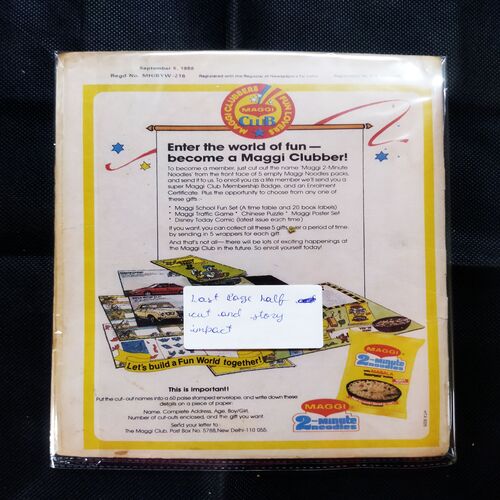 September 5, 1988
Regd No. MH/BYW-216
Registered with the Registrar of Newspapers for India
MAGGI CLUBBERS FUN LOVERS
MAGGI
CLUB
Enter the world of fun —
become a Maggi Clubber!
To become a member, just cut out the name 'Maggi 2-Minute
Noodles' from the front face of 5 empty Maggi Noodles packs,
and send it to us. To enrol you as a life member we'll send you a
super Maggi Club Membership Badge, and an Enrolment
Certificate. Plus the opportunity to choose from any one of
these gifts :-
* Maggi School Fun Set (A time table and 26 book labels)
* Maggi Traffic Game * Chinese Puzzle * Maggi Poster Set
* Disney Today Comic (latest issue each time)
If you want, you can collect all these 5 gifts over a period of time
by sending in 5 wrappers for each gift
And that's not all— there will be lots of exciting happenings at
the Maggi Club in the future. So enrol yourself today!
Last Page half
cut and story
impact
Let's build a Fun World together!
MAGGI
2-minute
noodles
This is Important!
Put the cut-out names into a 60 paise stamped envelope, and write down these
details on a piece of paper:
Name, Complete Address, Age, Boy/Girl,
Number of cut-outs enclosed, and the gift you want.
Send your letter to :
The Maggi Club, Post Box No. 5788, New Delhi-110 055.
MAGGI
2-minute
noodles